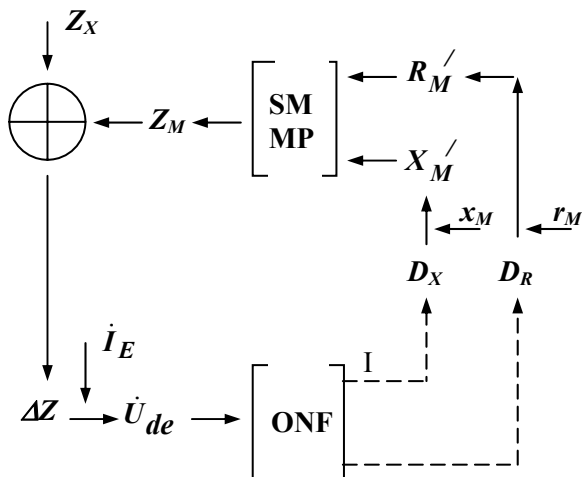 Z_X
SM
MP
Z_M
R_M′
X_M′
x_M
r_M
D_X
D_R
İ_E
I
ΔZ
U̇_de
ONF